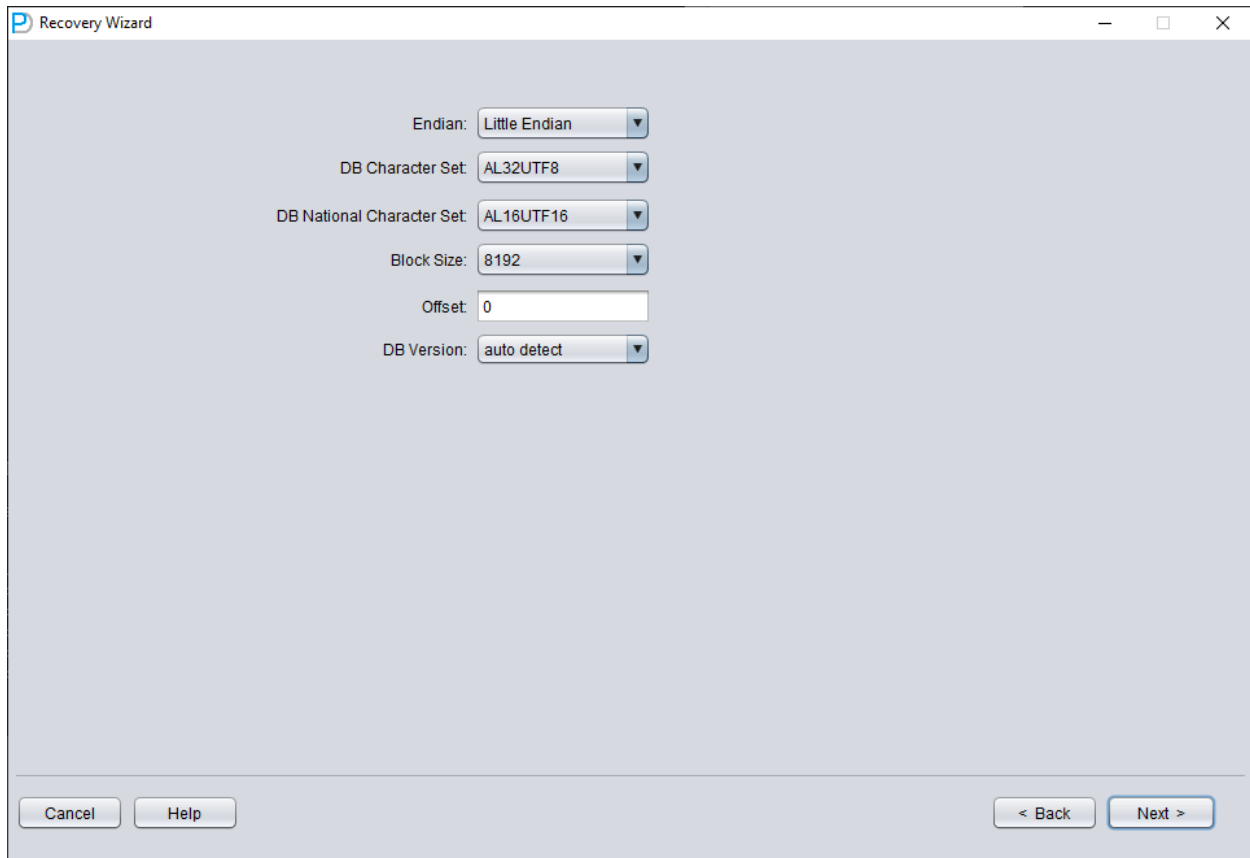 Recovery Wizard
Endian: Little Endian
DB Character Set: AL32UTF8
DB National Character Set: AL16UTF16
Block Size: 8192
Offset: 0
DB Version: auto detect
Cancel Help < Back Next >